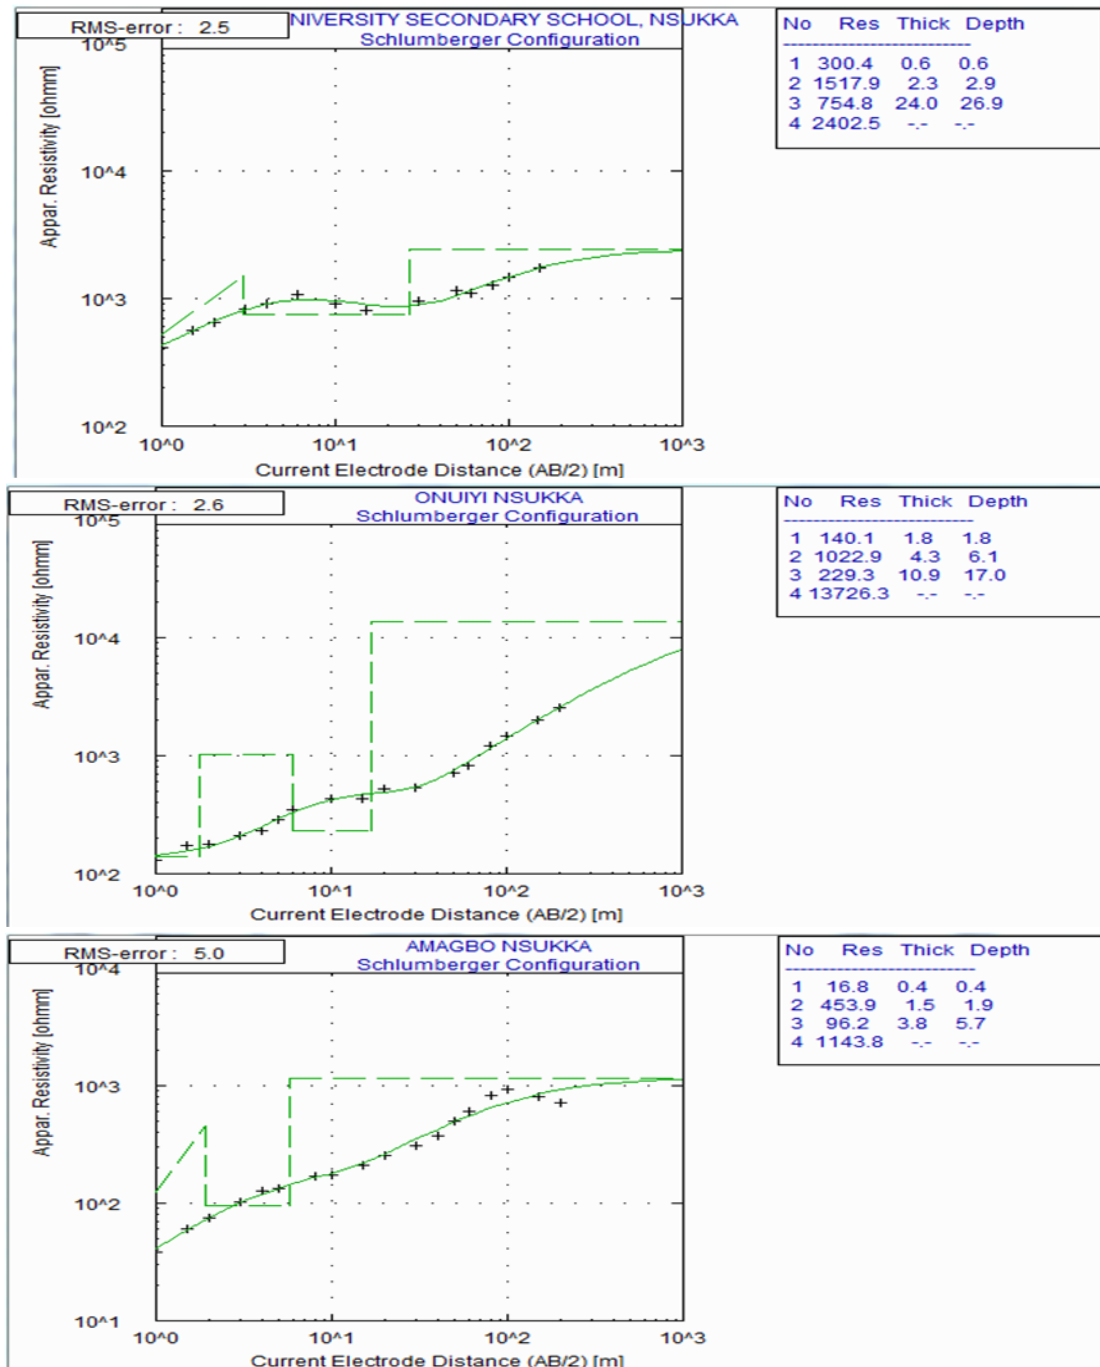 RMS-error : 2.5
NIVERSITY SECONDARY SCHOOL, NSUKKA
Schlumberger Configuration
Appar. Resistivity [ohmm]
10^5
10^4
10^3
10^2
10^0 10^1 10^2 10^3
Current Electrode Distance (AB/2) [m]
No Res Thick Depth
1 300.4 0.6 0.6
2 1517.9 2.3 2.9
3 754.8 24.0 26.9
4 2402.5 -.- -.-
RMS-error : 2.6
ONUIYI NSUKKA
Schlumberger Configuration
Appar. Resistivity [ohmm]
10^5
10^4
10^3
10^2
10^0 10^1 10^2 10^3
Current Electrode Distance (AB/2) [m]
No Res Thick Depth
1 140.1 1.8 1.8
2 1022.9 4.3 6.1
3 229.3 10.9 17.0
4 13726.3 -.- -.-
RMS-error : 5.0
AMAGBO NSUKKA
Schlumberger Configuration
Appar. Resistivity [ohmm]
10^4
10^3
10^2
10^1
10^0 10^1 10^2 10^3
Current Electrode Distance (AB/2) [m]
No Res Thick Depth
1 16.8 0.4 0.4
2 453.9 1.5 1.9
3 96.2 3.8 5.7
4 1143.8 -.- -.-